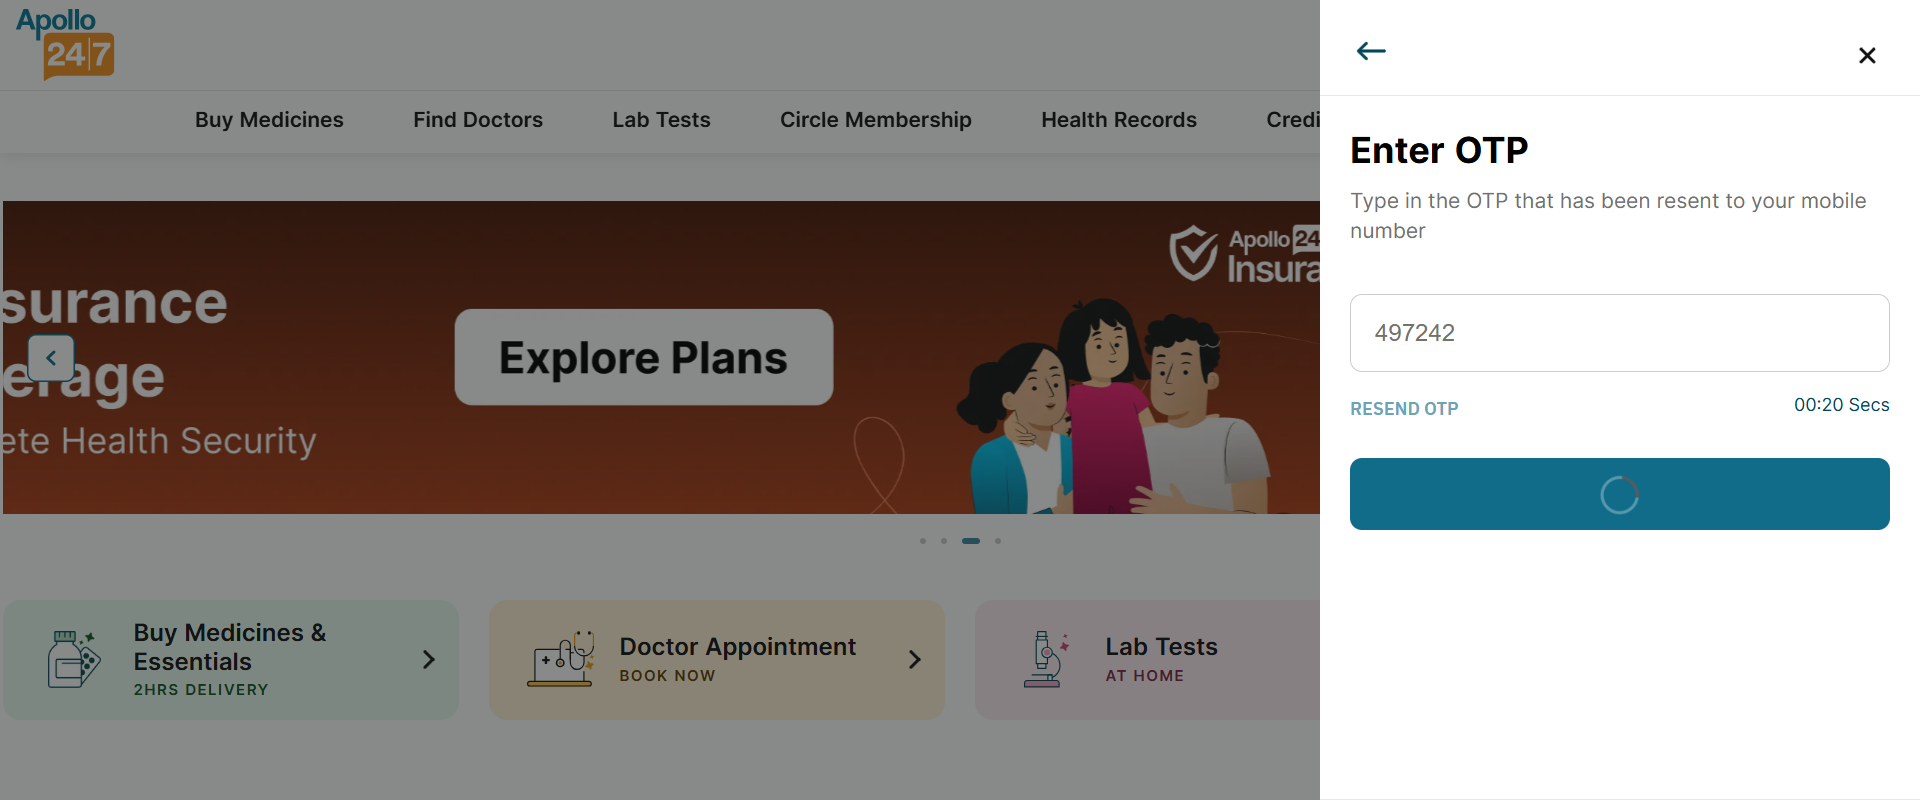 Apollo
24|7
Buy Medicines
Find Doctors
Lab Tests
Circle Membership
Health Records
Credi
surance
erage
ete Health Security
Explore Plans
Apollo 24
Insura
Buy Medicines &
Essentials
2HRS DELIVERY
Doctor Appointment
BOOK NOW
Lab Tests
AT HOME
Enter OTP
Type in the OTP that has been resent to your mobile
number
497242
RESEND OTP
00:20 Secs